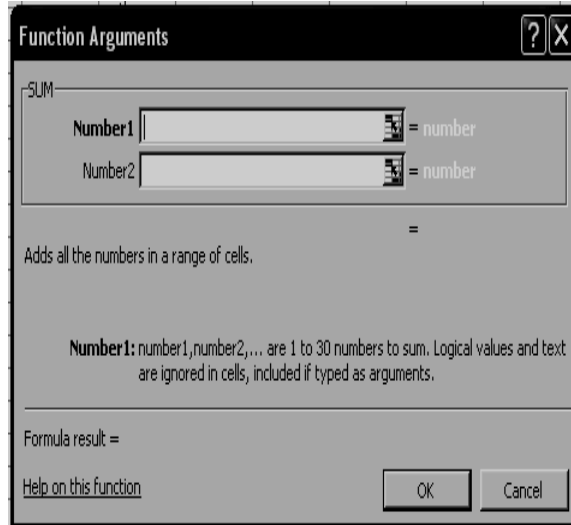 Function Arguments
SUM
Number1 = number
Number2 = number
=
Adds all the numbers in a range of cells.
Number1: number1,number2,... are 1 to 30 numbers to sum. Logical values and text
are ignored in cells, included if typed as arguments.
Formula result =
Help on this function
OK Cancel